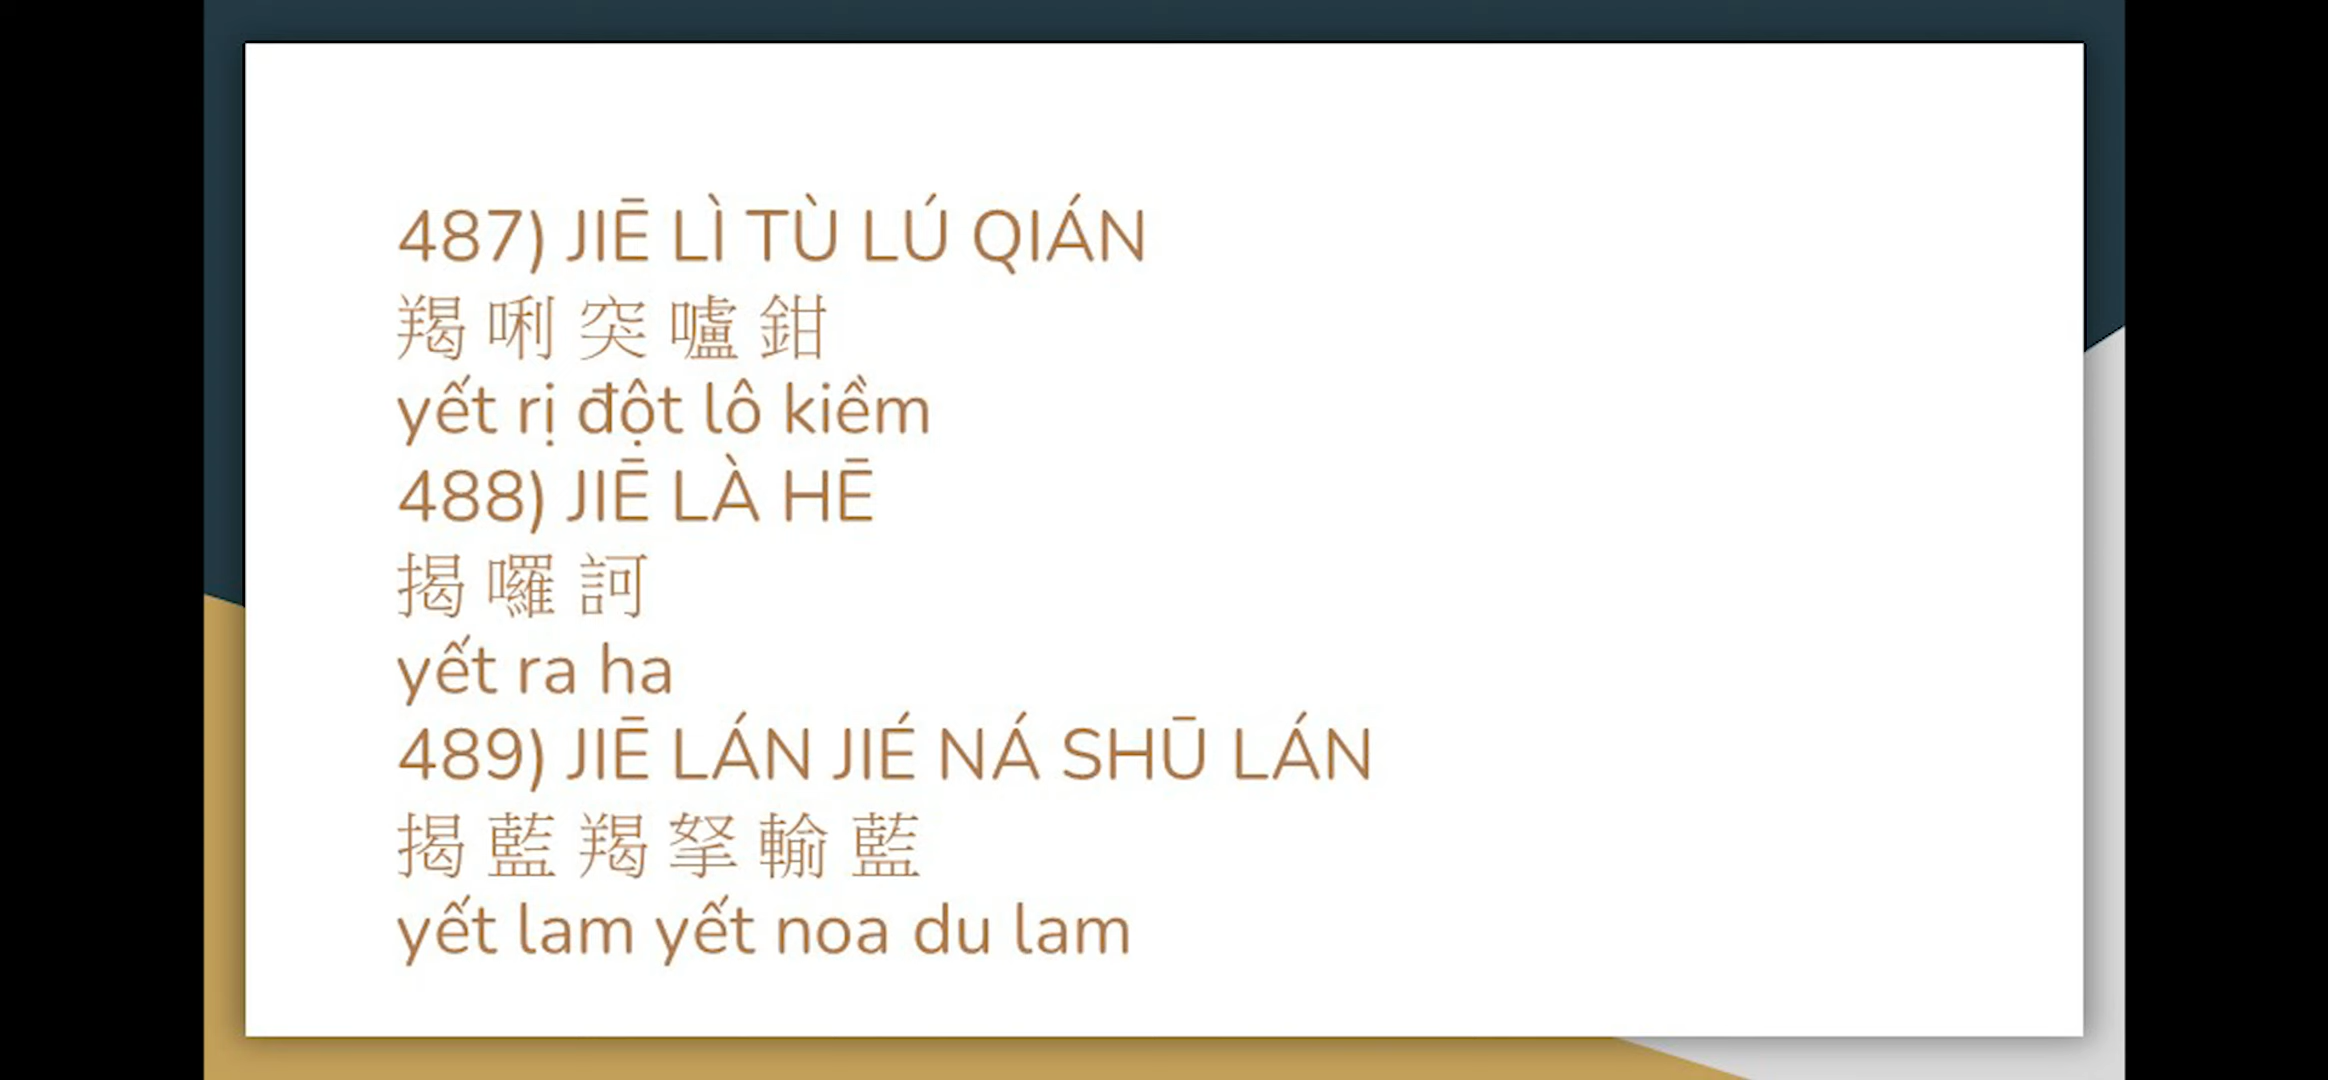 487) JIĒ LÌ TÙ LÚ QIÁN
羯 唎 突 嚧 鉗
yết rị đột lô kiềm
488) JIĒ LÀ HĒ
揭 囉 訶
yết ra ha
489) JIĒ LÁN JIÉ NÁ SHŪ LÁN
揭 藍 羯 拏 輸 藍
yết lam yết noa du lam